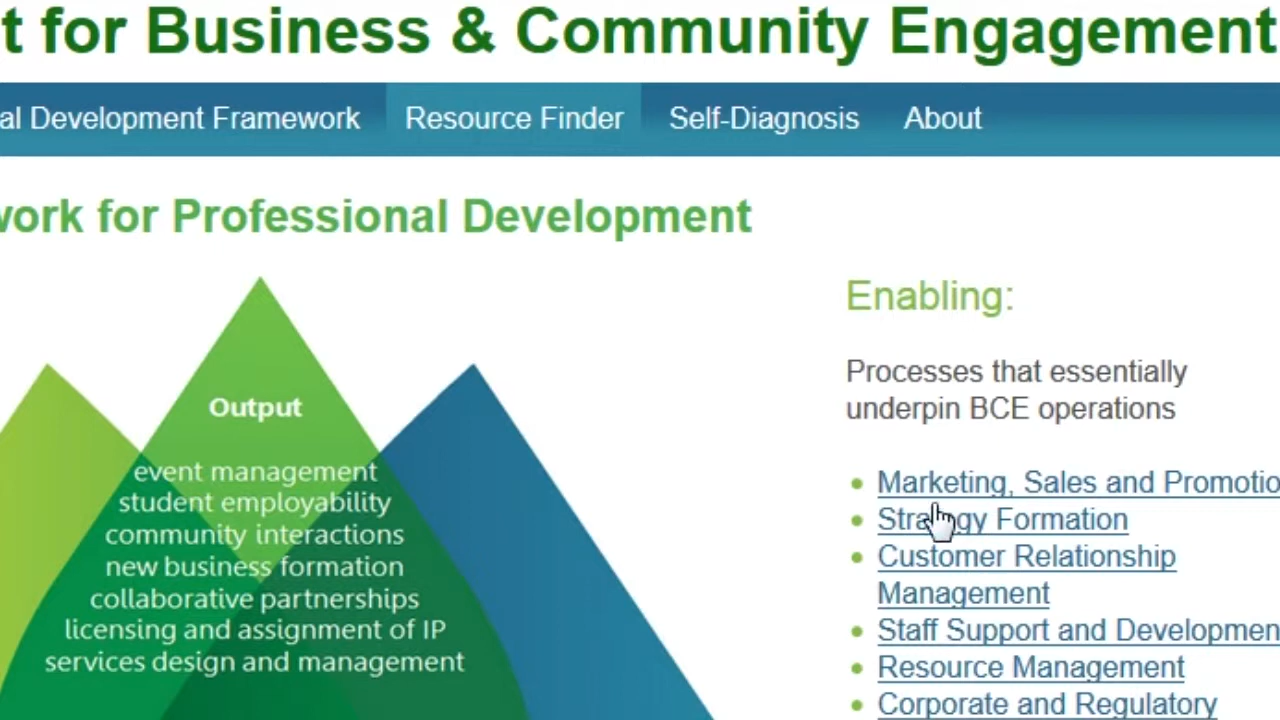 t for Business & Community Engagement
al Development Framework Resource Finder Self-Diagnosis About
work for Professional Development
Output
event management
student employability
community interactions
new business formation
collaborative partnerships
licensing and assignment of IP
services design and management
Enabling:
Processes that essentially
underpin BCE operations
Marketing, Sales and Promotio
Strategy Formation
Customer Relationship
Management
Staff Support and Developmen
Resource Management
Corporate and Regulatory